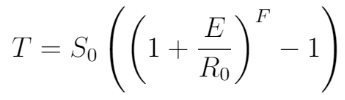 T = S_0 \left( \left( 1 + \frac{E}{R_0} \right)^F - 1 \right)